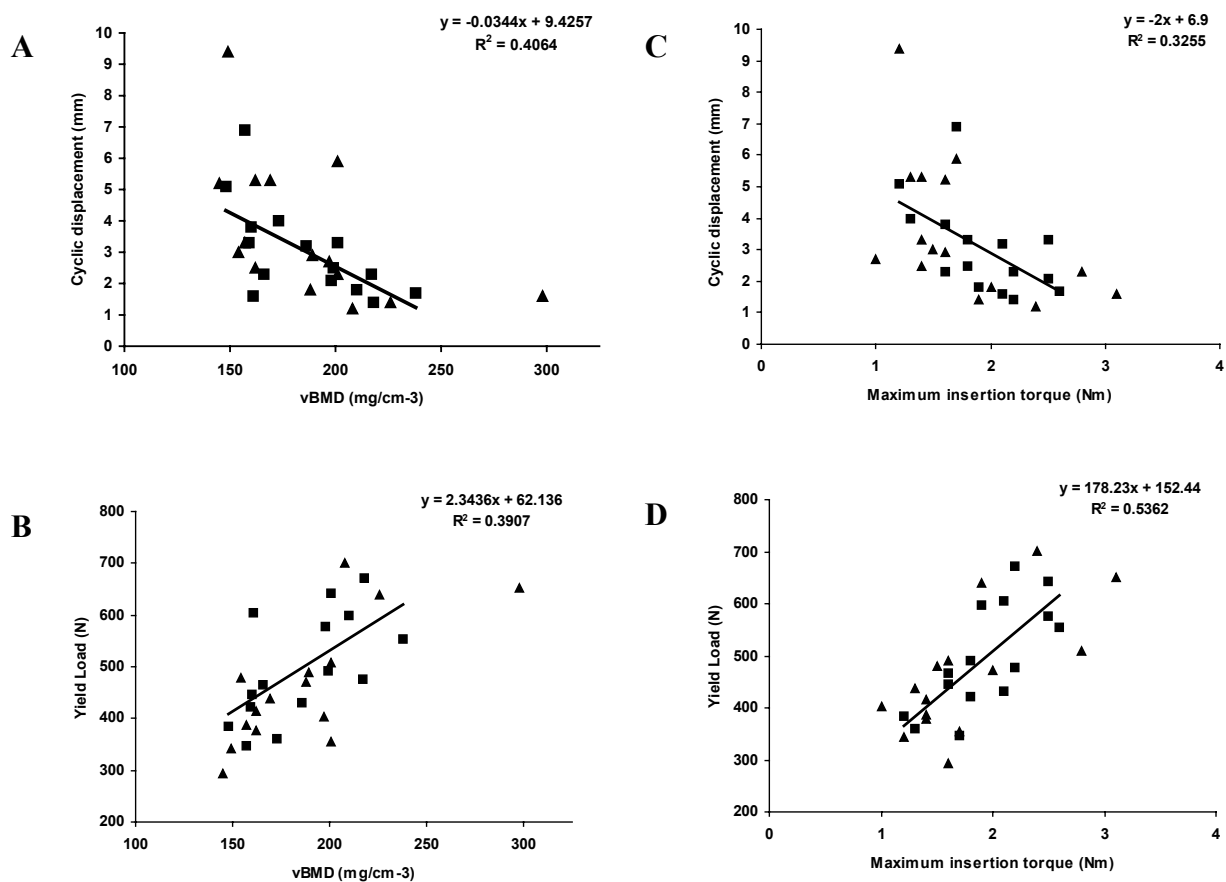 A
y = -0.0344x + 9.4257
R² = 0.4064
10
9
8
7
6
5
4
3
2
1
0
Cyclic displacement (mm)
100 150 200 250 300
vBMD (mg/cm-3)
C
y = -2x + 6.9
R² = 0.3255
10
9
8
7
6
5
4
3
2
1
0
Cyclic displacement (mm)
0 1 2 3 4
Maximum insertion torque (Nm)
B
y = 2.3436x + 62.136
R² = 0.3907
800
700
600
500
400
300
200
Yield Load (N)
100 150 200 250 300
vBMD (mg/cm-3)
D
y = 178.23x + 152.44
R² = 0.5362
800
700
600
500
400
300
200
Yield Load (N)
0 1 2 3 4
Maximum insertion torque (Nm)